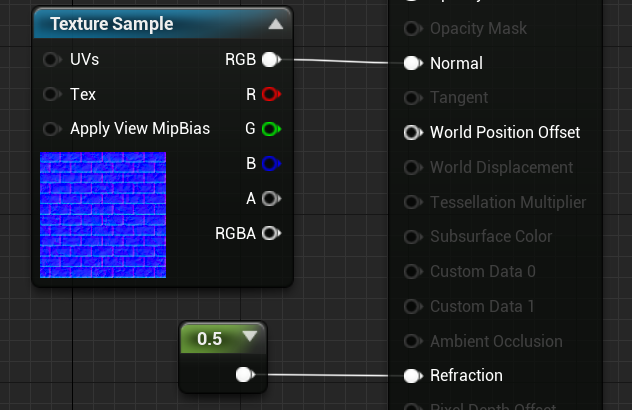 Texture Sample
UVs
RGB
Tex
R
Apply View MipBias
G
B
A
RGBA
0.5
Opacity Mask
Normal
Tangent
World Position Offset
World Displacement
Tessellation Multiplier
Subsurface Color
Custom Data 0
Custom Data 1
Ambient Occlusion
Refraction
Pixel Depth Offset